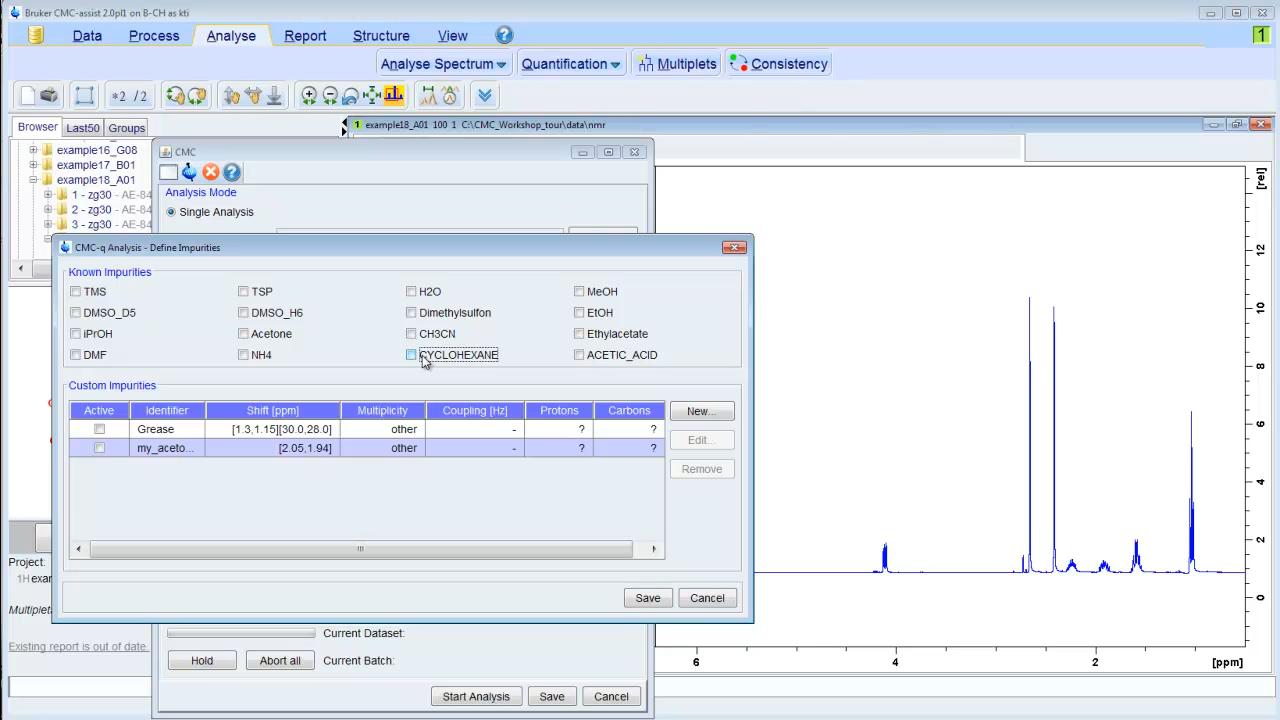 Bruker CMC-assist 2.0pl1 on B-CH as kti
Data Process Analyse Report Structure View ? 1
Analyse Spectrum Quantification Multiplets Consistency
*2 /2
Browser Last50 Groups
1 example18_A01 100 1 C:\CMC_Workshop_tour\data\nmr
example16_G08
example17_B01
example18_A01
1 - zg30 - AE-84
2 - zg30 - AE-84
3 - zg30 - AE-84
CMC
Analysis Mode
Single Analysis
CMC-q Analysis - Define Impurities
Known Impurities
TMS TSP H2O MeOH
DMSO_D5 DMSO_H6 Dimethylsulfon EtOH
iPrOH Acetone CH3CN Ethylacetate
DMF NH4 CYCLOHEXANE ACETIC_ACID
Custom Impurities
Active Identifier Shift [ppm] Multiplicity Coupling [Hz] Protons Carbons
Grease [1.3,1.15][30.0,28.0] other - ? ?
my_aceto... [2.05,1.94] other - ? ?
New...
Edit...
Remove
Save Cancel
Project:
1H exar
Multiplets
Existing report is out of date.
Current Dataset:
Hold Abort all Current Batch:
Start Analysis Save Cancel
[rel]
12
10
8
6
4
2
0
6 4 2 [ppm]